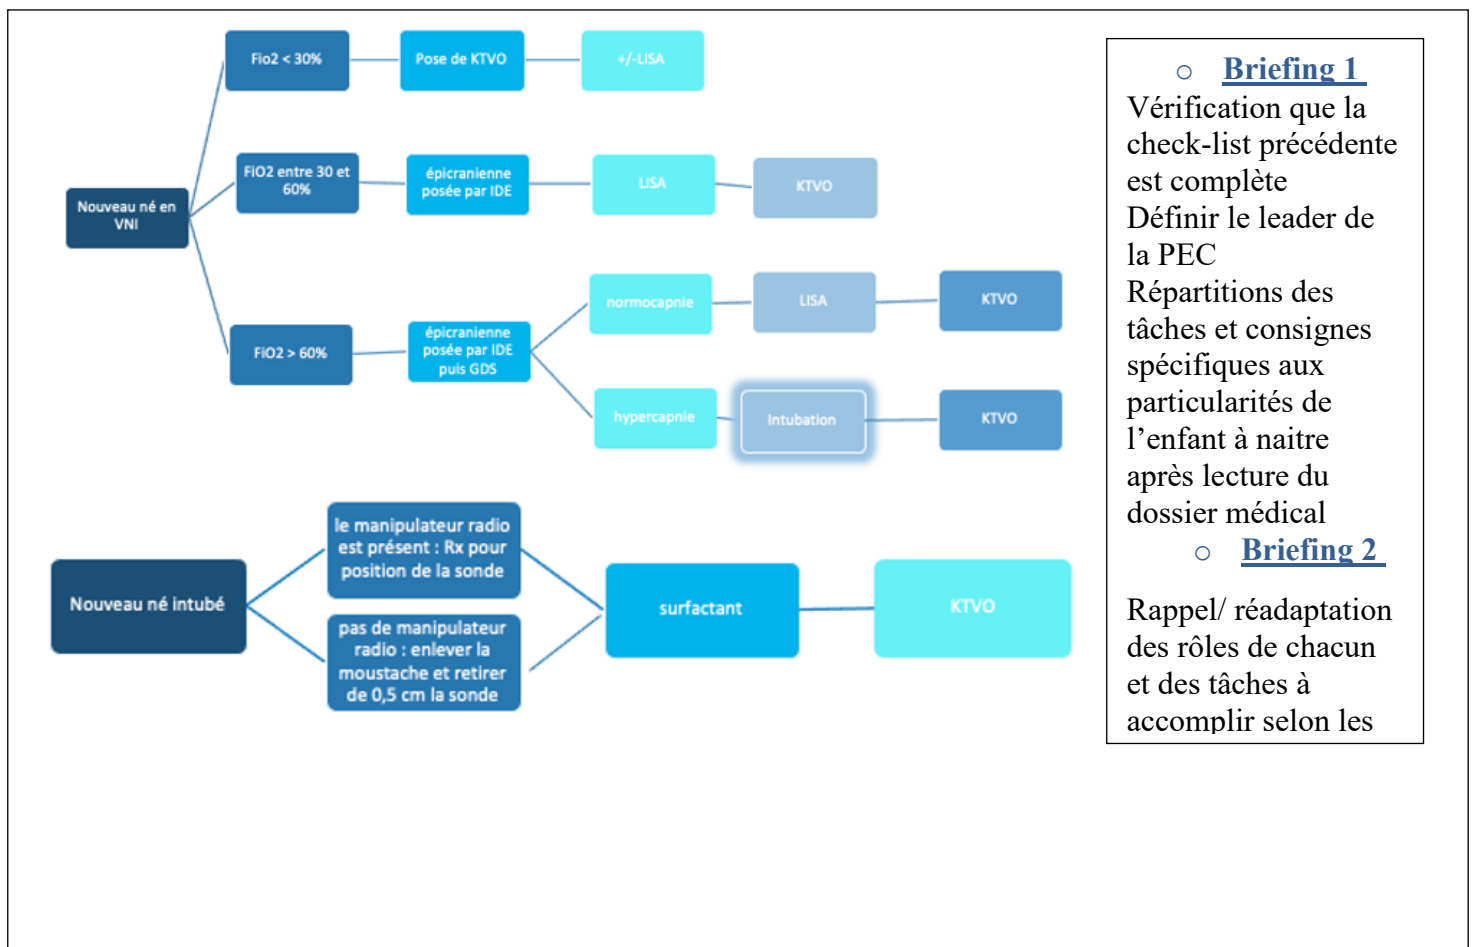 Fio2 < 30%
Pose de KTVO
+/-LISA
Nouveau né en
VNI
FiO2 entre 30 et
60%
épicranienne
posée par IDE
LISA
KTVO
FiO2 > 60%
épicranienne
posée par IDE
puis GDS
normocapnie
LISA
KTVO
hypercapnie
Intubation
KTVO
Nouveau né intubé
le manipulateur radio
est présent : Rx pour
position de la sonde
pas de manipulateur
radio : enlever la
moustache et retirer
de 0,5 cm la sonde
surfactant
KTVO
o Briefing 1
Vérification que la
check-list précédente
est complète
Définir le leader de
la PEC
Répartitions des
tâches et consignes
spécifiques aux
particularités de
l’enfant à naitre
après lecture du
dossier médical
o Briefing 2
Rappel/ réadaptation
des rôles de chacun
et des tâches à
accomplir selon les